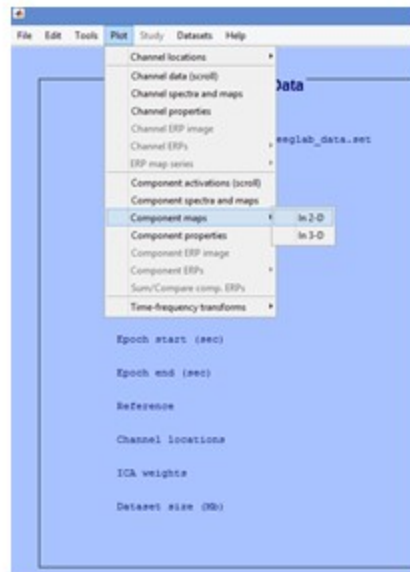 File Edit Tools Plot Study Datasets Help
Channel locations
Channel data (scroll)
Channel spectra and maps
Channel properties
Channel ERP image
Channel ERPs
ERP map series
Component activations (scroll)
Component spectra and maps
Component maps
In 2-D
In 3-D
Component properties
Component ERP image
Component ERPs
Sum/Compare comp. ERPs
Time-frequency transforms
Data
eeglab_data.set
Epoch start (sec)
Epoch end (sec)
Reference
Channel locations
ICA weights
Dataset size (Mb)